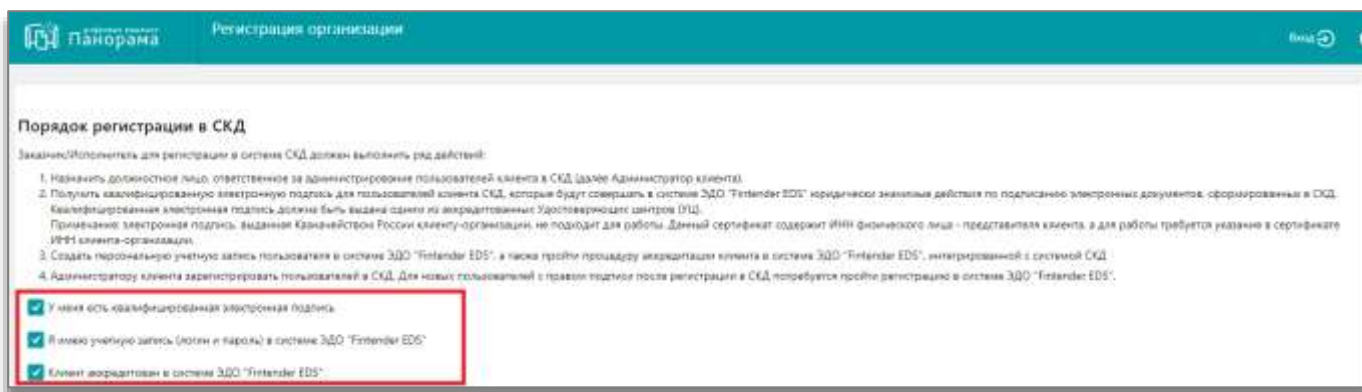 Панорама
Регистрация организации
Вход
Порядок регистрации в СКД
Заказчик/Исполнитель для регистрации в системе СКД должен выполнить ряд действий:
1. Назначить должностное лицо, ответственное за администрирование пользователей клиента в СКД (далее Администратор клиента).
2. Получить квалифицированную электронную подпись для пользователей клиента СКД, которые будут совершать в системе ЭДО "Fintender EDS" юридически значимые действия по подписанию электронных документов, сформированных в СКД.
Квалифицированная электронная подпись должна быть выдана одним из аккредитованных Удостоверяющих центров (УЦ).
Примечание: электронная подпись, выданная Казначейством России клиенту-организации, не подходит для работы. Данный сертификат содержит ИНН физического лица - представителя клиента, а для работы требуется указание в сертификате
ИНН клиента-организации.
3. Создать персональную учетную запись пользователя в системе ЭДО "Fintender EDS", а также пройти процедуру аккредитации клиента в системе ЭДО "Fintender EDS", интегрированной с системой СКД
4. Администратору клиента зарегистрировать пользователей в СКД. Для новых пользователей с правом подписи после регистрации в СКД потребуется пройти регистрацию в системе ЭДО "Fintender EDS".
У меня есть квалифицированная электронная подпись
Я имею учетную запись (логин и пароль) в системе ЭДО "Fintender EDS"
Клиент аккредитован в системе ЭДО "Fintender EDS"